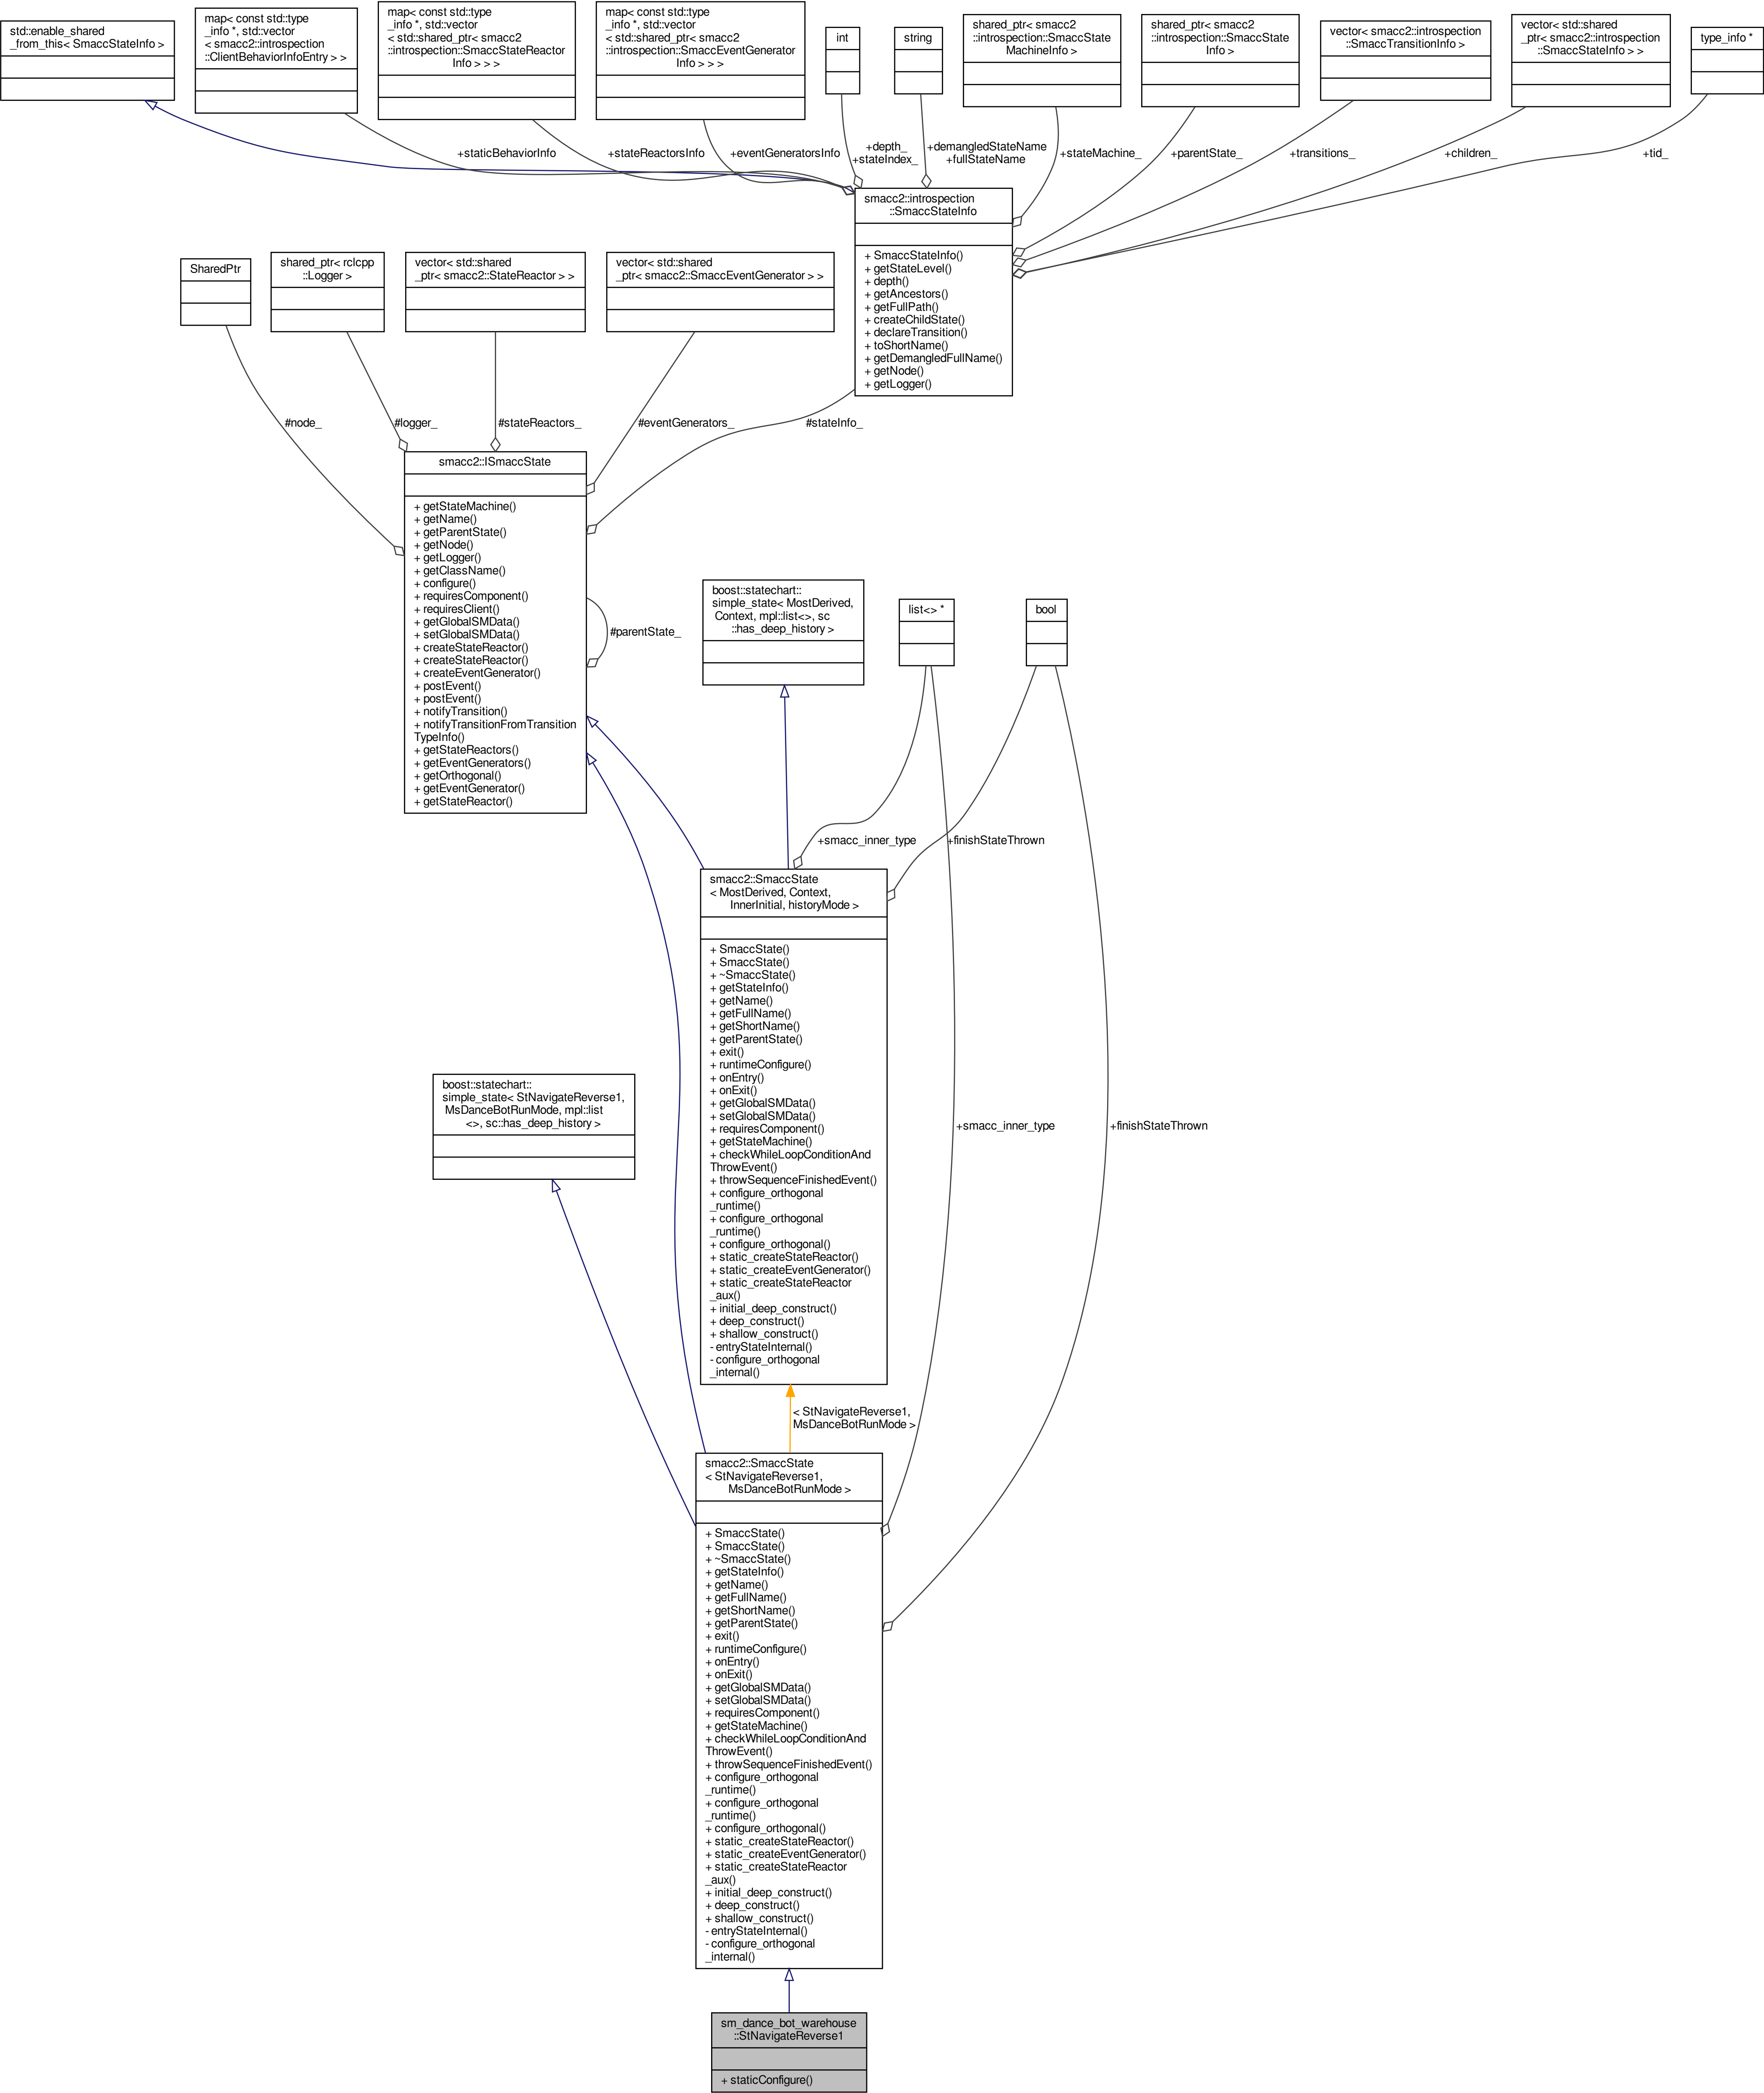 std::enable_shared
_from_this< SmaccStateInfo >
map< const std::type
_info *, std::vector
< smacc2::introspection
::ClientBehaviorInfoEntry > >
map< const std::type
_info *, std::vector
< std::shared_ptr< smacc2
::introspection::SmaccStateReactor
Info > > >
map< const std::type
_info *, std::vector
< std::shared_ptr< smacc2
::introspection::SmaccEventGenerator
Info > > >
int
string
shared_ptr< smacc2
::introspection::SmaccState
MachineInfo >
shared_ptr< smacc2
::introspection::SmaccState
Info >
vector< smacc2::introspection
::SmaccTransitionInfo >
vector< std::shared
_ptr< smacc2::introspection
::SmaccStateInfo > >
type_info *
+staticBehaviorInfo
+stateReactorsInfo
+eventGeneratorsInfo
+depth_
+stateIndex_
+demangledStateName
+fullStateName
+stateMachine_
+parentState_
+transitions_
+children_
+tid_
smacc2::introspection
::SmaccStateInfo
+ SmaccStateInfo()
+ getStateLevel()
+ depth()
+ getAncestors()
+ getFullPath()
+ createChildState()
+ declareTransition()
+ toShortName()
+ getDemangledFullName()
+ getNode()
+ getLogger()
SharedPtr
shared_ptr< rclcpp
::Logger >
vector< std::shared
_ptr< smacc2::StateReactor > >
vector< std::shared
_ptr< smacc2::SmaccEventGenerator > >
#node_
#logger_
#stateReactors_
#eventGenerators_
#stateInfo_
smacc2::ISmaccState
+ getStateMachine()
+ getName()
+ getParentState()
+ getNode()
+ getLogger()
+ getClassName()
+ configure()
+ requiresComponent()
+ requiresClient()
+ getGlobalSMData()
+ setGlobalSMData()
+ createStateReactor()
+ createStateReactor()
+ createEventGenerator()
+ postEvent()
+ postEvent()
+ notifyTransition()
+ notifyTransitionFromTransition
TypeInfo()
+ getStateReactors()
+ getEventGenerators()
+ getOrthogonal()
+ getEventGenerator()
+ getStateReactor()
#parentState_
boost::statechart::
simple_state< MostDerived,
Context, mpl::list<>, sc
::has_deep_history >
list<> *
bool
+smacc_inner_type
+finishStateThrown
smacc2::SmaccState
< MostDerived, Context,
InnerInitial, historyMode >
+ SmaccState()
+ SmaccState()
+ ~SmaccState()
+ getStateInfo()
+ getName()
+ getFullName()
+ getShortName()
+ getParentState()
+ exit()
+ runtimeConfigure()
+ onEntry()
+ onExit()
+ getGlobalSMData()
+ setGlobalSMData()
+ requiresComponent()
+ getStateMachine()
+ checkWhileLoopConditionAnd
ThrowEvent()
+ throwSequenceFinishedEvent()
+ configure_orthogonal
_runtime()
+ configure_orthogonal
_runtime()
+ configure_orthogonal()
+ static_createStateReactor()
+ static_createEventGenerator()
+ static_createStateReactor
_aux()
+ initial_deep_construct()
+ deep_construct()
+ shallow_construct()
- entryStateInternal()
- configure_orthogonal
_internal()
boost::statechart::
simple_state< StNavigateReverse1,
MsDanceBotRunMode, mpl::list
<>, sc::has_deep_history >
+smacc_inner_type
+finishStateThrown
< StNavigateReverse1,
MsDanceBotRunMode >
smacc2::SmaccState
< StNavigateReverse1,
MsDanceBotRunMode >
+ SmaccState()
+ SmaccState()
+ ~SmaccState()
+ getStateInfo()
+ getName()
+ getFullName()
+ getShortName()
+ getParentState()
+ exit()
+ runtimeConfigure()
+ onEntry()
+ onExit()
+ getGlobalSMData()
+ setGlobalSMData()
+ requiresComponent()
+ getStateMachine()
+ checkWhileLoopConditionAnd
ThrowEvent()
+ throwSequenceFinishedEvent()
+ configure_orthogonal
_runtime()
+ configure_orthogonal
_runtime()
+ configure_orthogonal()
+ static_createStateReactor()
+ static_createEventGenerator()
+ static_createStateReactor
_aux()
+ initial_deep_construct()
+ deep_construct()
+ shallow_construct()
- entryStateInternal()
- configure_orthogonal
_internal()
sm_dance_bot_warehouse
::StNavigateReverse1
+ staticConfigure()